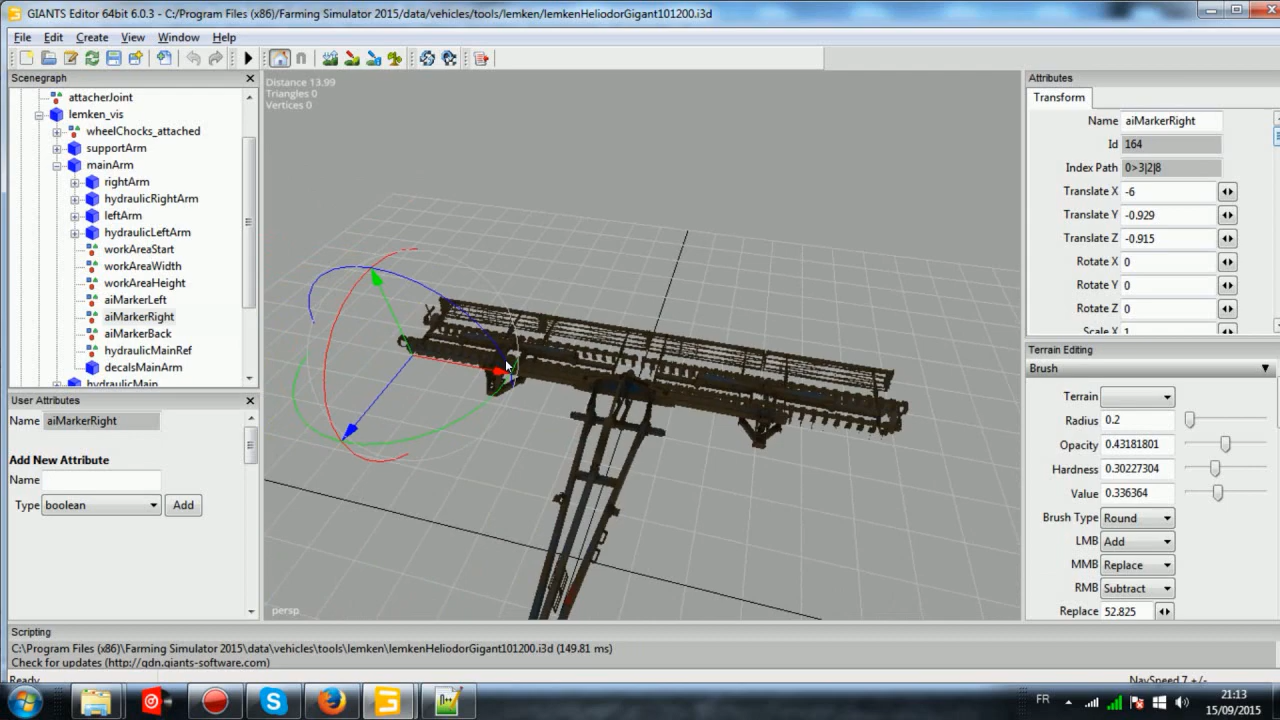 GIANTS Editor 64bit 6.0.3 - C:/Program Files (x86)/Farming Simulator 2015/data/vehicles/tools/lemken/lemkenHeliodorGigant101200.i3d
File Edit Create View Window Help
Scenegraph
attacherJoint
lemken_vis
wheelChocks_attached
supportArm
mainArm
rightArm
hydraulicRightArm
leftArm
hydraulicLeftArm
workAreaStart
workAreaWidth
workAreaHeight
aiMarkerLeft
aiMarkerRight
aiMarkerBack
hydraulicMainRef
decalsMainArm
hydraulicMain
User Attributes
Name aiMarkerRight
Add New Attribute
Name
Type boolean Add
Distance 13.99
Triangles 0
Vertices 0
persp
Attributes
Transform
Name aiMarkerRight
Id 164
Index Path 0>3|2|8
Translate X -6
Translate Y -0.929
Translate Z -0.915
Rotate X 0
Rotate Y 0
Rotate Z 0
Scale X 1
Terrain Editing
Brush
Terrain
Radius 0.2
Opacity 0.43181801
Hardness 0.30227304
Value 0.336364
Brush Type Round
LMB Add
MMB Replace
RMB Subtract
Replace 52.825
Scripting
C:\Program Files (x86)\Farming Simulator 2015\data\vehicles\tools\lemken\lemkenHeliodorGigant101200.i3d (149.81 ms)
Check for updates (http://gdn.giants-software.com)
Ready
NavSpeed 7 +/-
FR
21:13
15/09/2015